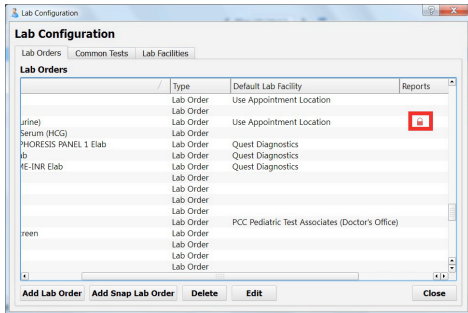 Lab Configuration
Lab Configuration
Lab Orders Common Tests Lab Facilities
Lab Orders
Type Default Lab Facility Reports
Lab Order Use Appointment Location
Lab Order
urine) Lab Order Use Appointment Location
Serum (HCG) Lab Order
PHORESIS PANEL 1 Elab Lab Order Quest Diagnostics
ab Lab Order Quest Diagnostics
ME-INR Elab Lab Order Quest Diagnostics
Lab Order
Lab Order
Lab Order
Lab Order
Lab Order PCC Pediatric Test Associates (Doctor's Office)
creen Lab Order
Lab Order
Lab Order
Lab Order
Add Lab Order Add Snap Lab Order Delete Edit Close